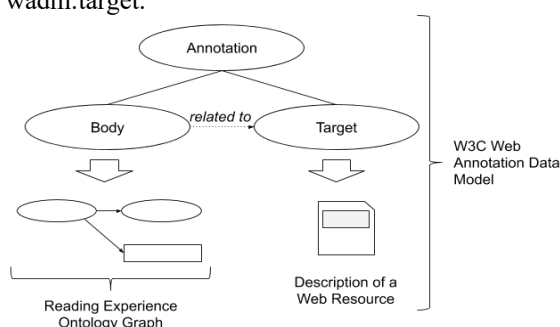 wadm:target.
Annotation
Body
related to
Target
W3C Web
Annotation Data
Model
Description of a
Web Resource
Reading Experience
Ontology Graph